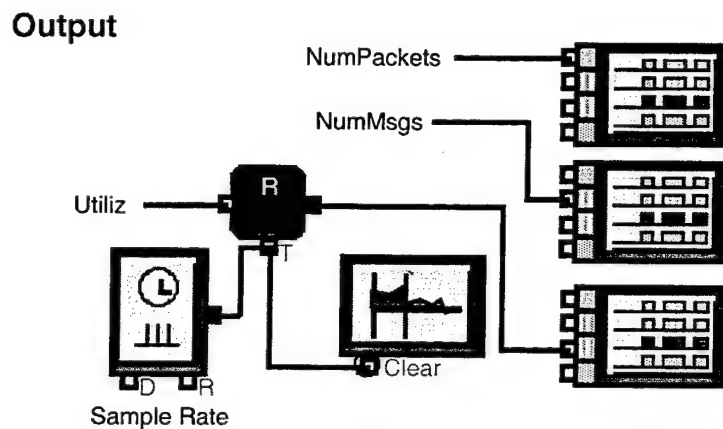 Output
NumPackets
NumMsgs
R
Utiliz
T
Clear
D R
Sample Rate